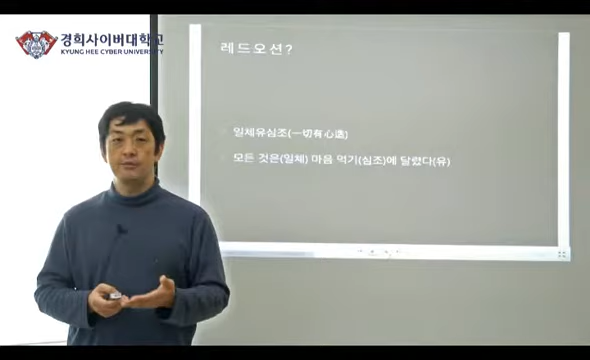 경희사이버대학교
KYUNG HEE CYBER UNIVERSITY
레드오션?
일체유심조(一切有心造)
모든 것은(일체) 마음 먹기(심조)에 달렸다(유)